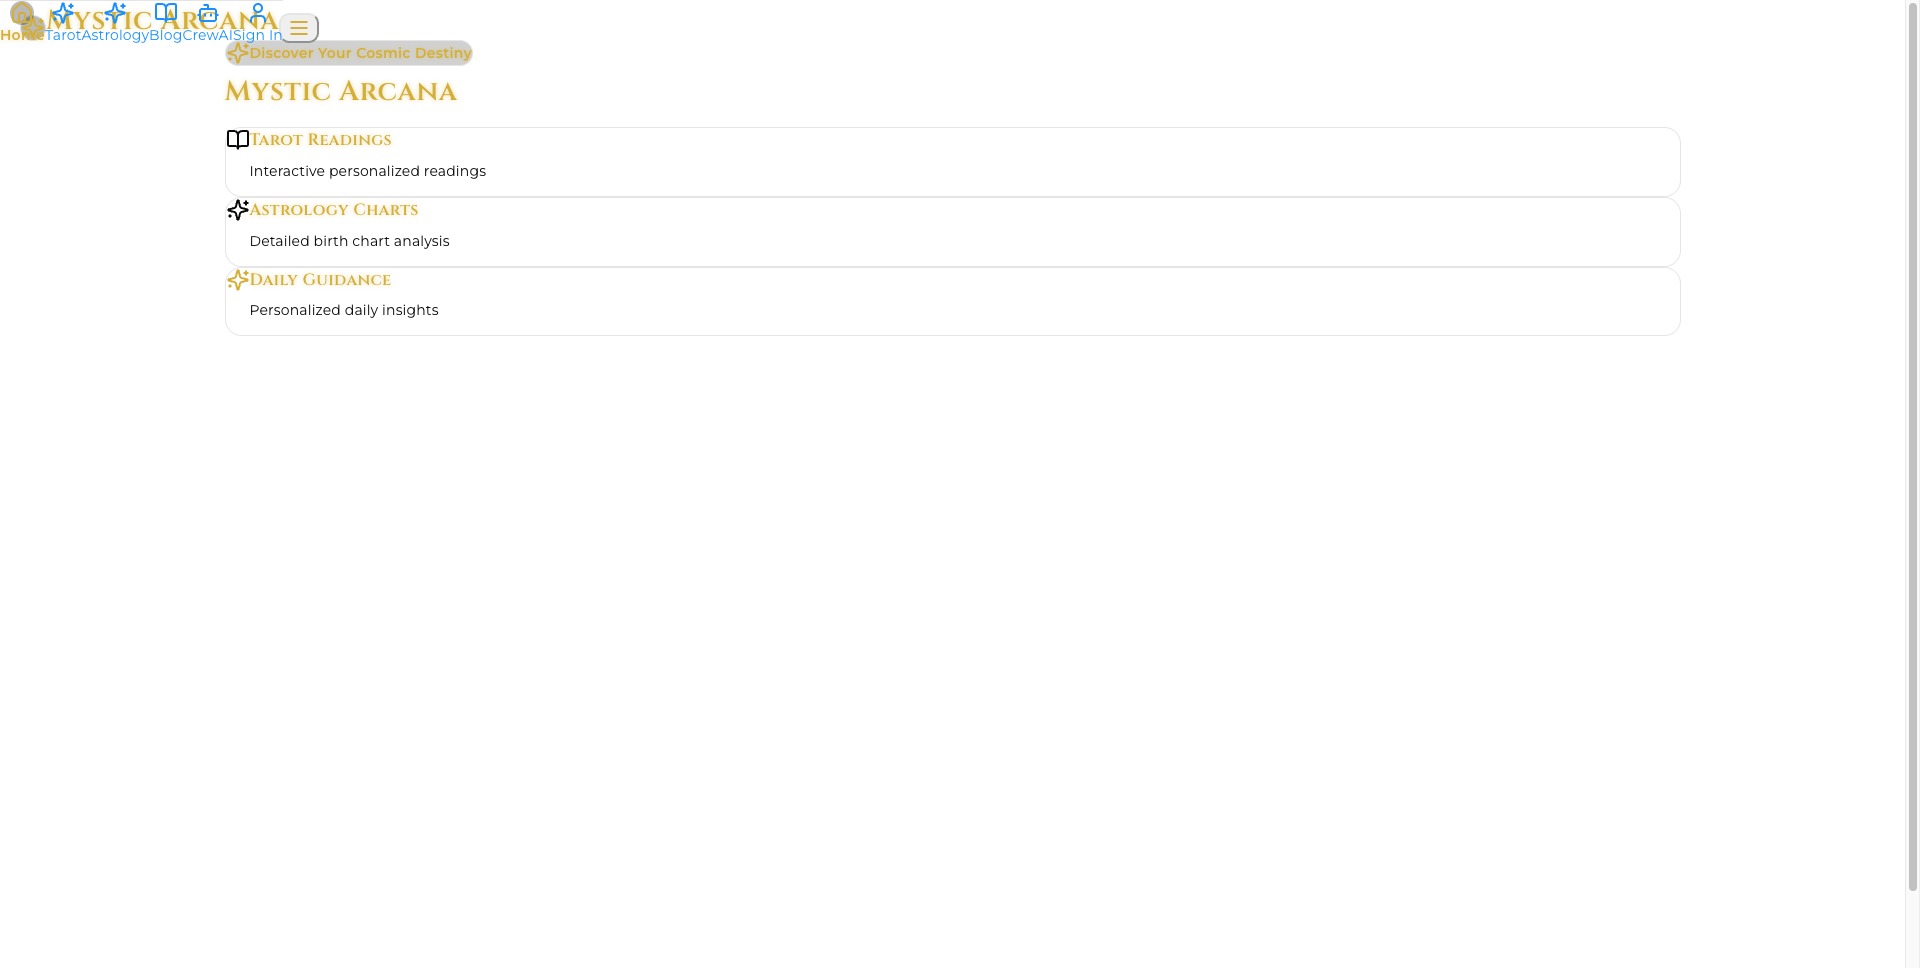 Mystic Arcana
Home Tarot Astrology Blog CrewAI Sign In
Discover Your Cosmic Destiny
Mystic Arcana
Tarot Readings
Interactive personalized readings
Astrology Charts
Detailed birth chart analysis
Daily Guidance
Personalized daily insights